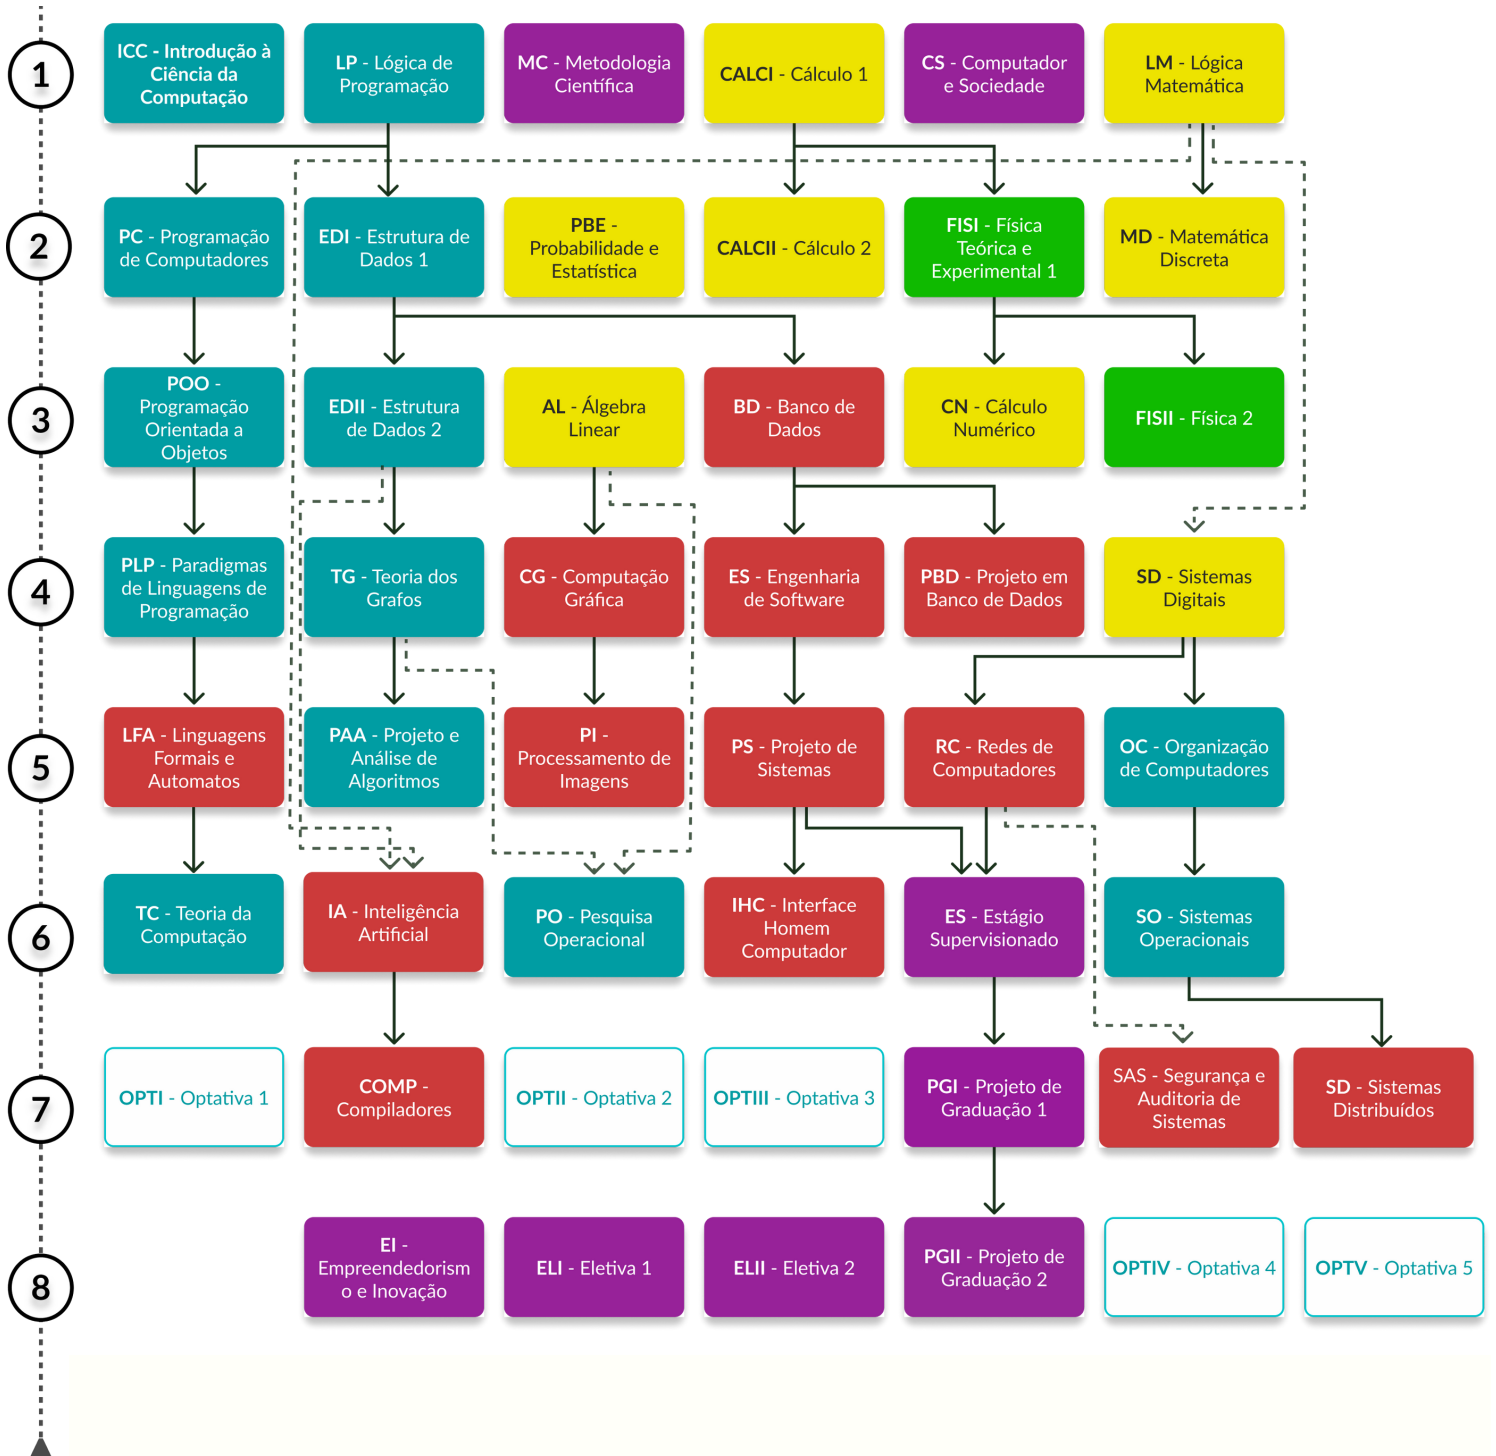 1
ICC - Introdução à
Ciência da
Computação
LP - Lógica de
Programação
MC - Metodologia
Científica
CALCI - Cálculo 1
CS - Computador
e Sociedade
LM - Lógica
Matemática
2
PC - Programação
de Computadores
EDI - Estrutura de
Dados 1
PBE -
Probabilidade e
Estatística
CALCII - Cálculo 2
FISI - Física
Teórica e
Experimental 1
MD - Matemática
Discreta
3
POO -
Programação
Orientada a
Objetos
EDII - Estrutura
de Dados 2
AL - Álgebra
Linear
BD - Banco de
Dados
CN - Cálculo
Numérico
FISII - Física 2
4
PLP - Paradigmas
de Linguagens de
Programação
TG - Teoria dos
Grafos
CG - Computação
Gráfica
ES - Engenharia
de Software
PBD - Projeto em
Banco de Dados
SD - Sistemas
Digitais
5
LFA - Linguagens
Formais e
Automatos
PAA - Projeto e
Análise de
Algoritmos
PI -
Processamento de
Imagens
PS - Projeto de
Sistemas
RC - Redes de
Computadores
OC - Organização
de Computadores
6
TC - Teoria da
Computação
IA - Inteligência
Artificial
PO - Pesquisa
Operacional
IHC - Interface
Homem
Computador
ES - Estágio
Supervisionado
SO - Sistemas
Operacionais
7
OPTI - Optativa 1
COMP -
Compiladores
OPTII - Optativa 2
OPTIII - Optativa 3
PGI - Projeto de
Graduação 1
SAS - Segurança e
Auditoria de
Sistemas
SD - Sistemas
Distribuídos
8
EI -
Empreendedorism
o e Inovação
ELI - Eletiva 1
ELII - Eletiva 2
PGII - Projeto de
Graduação 2
OPTIV - Optativa 4
OPTV - Optativa 5